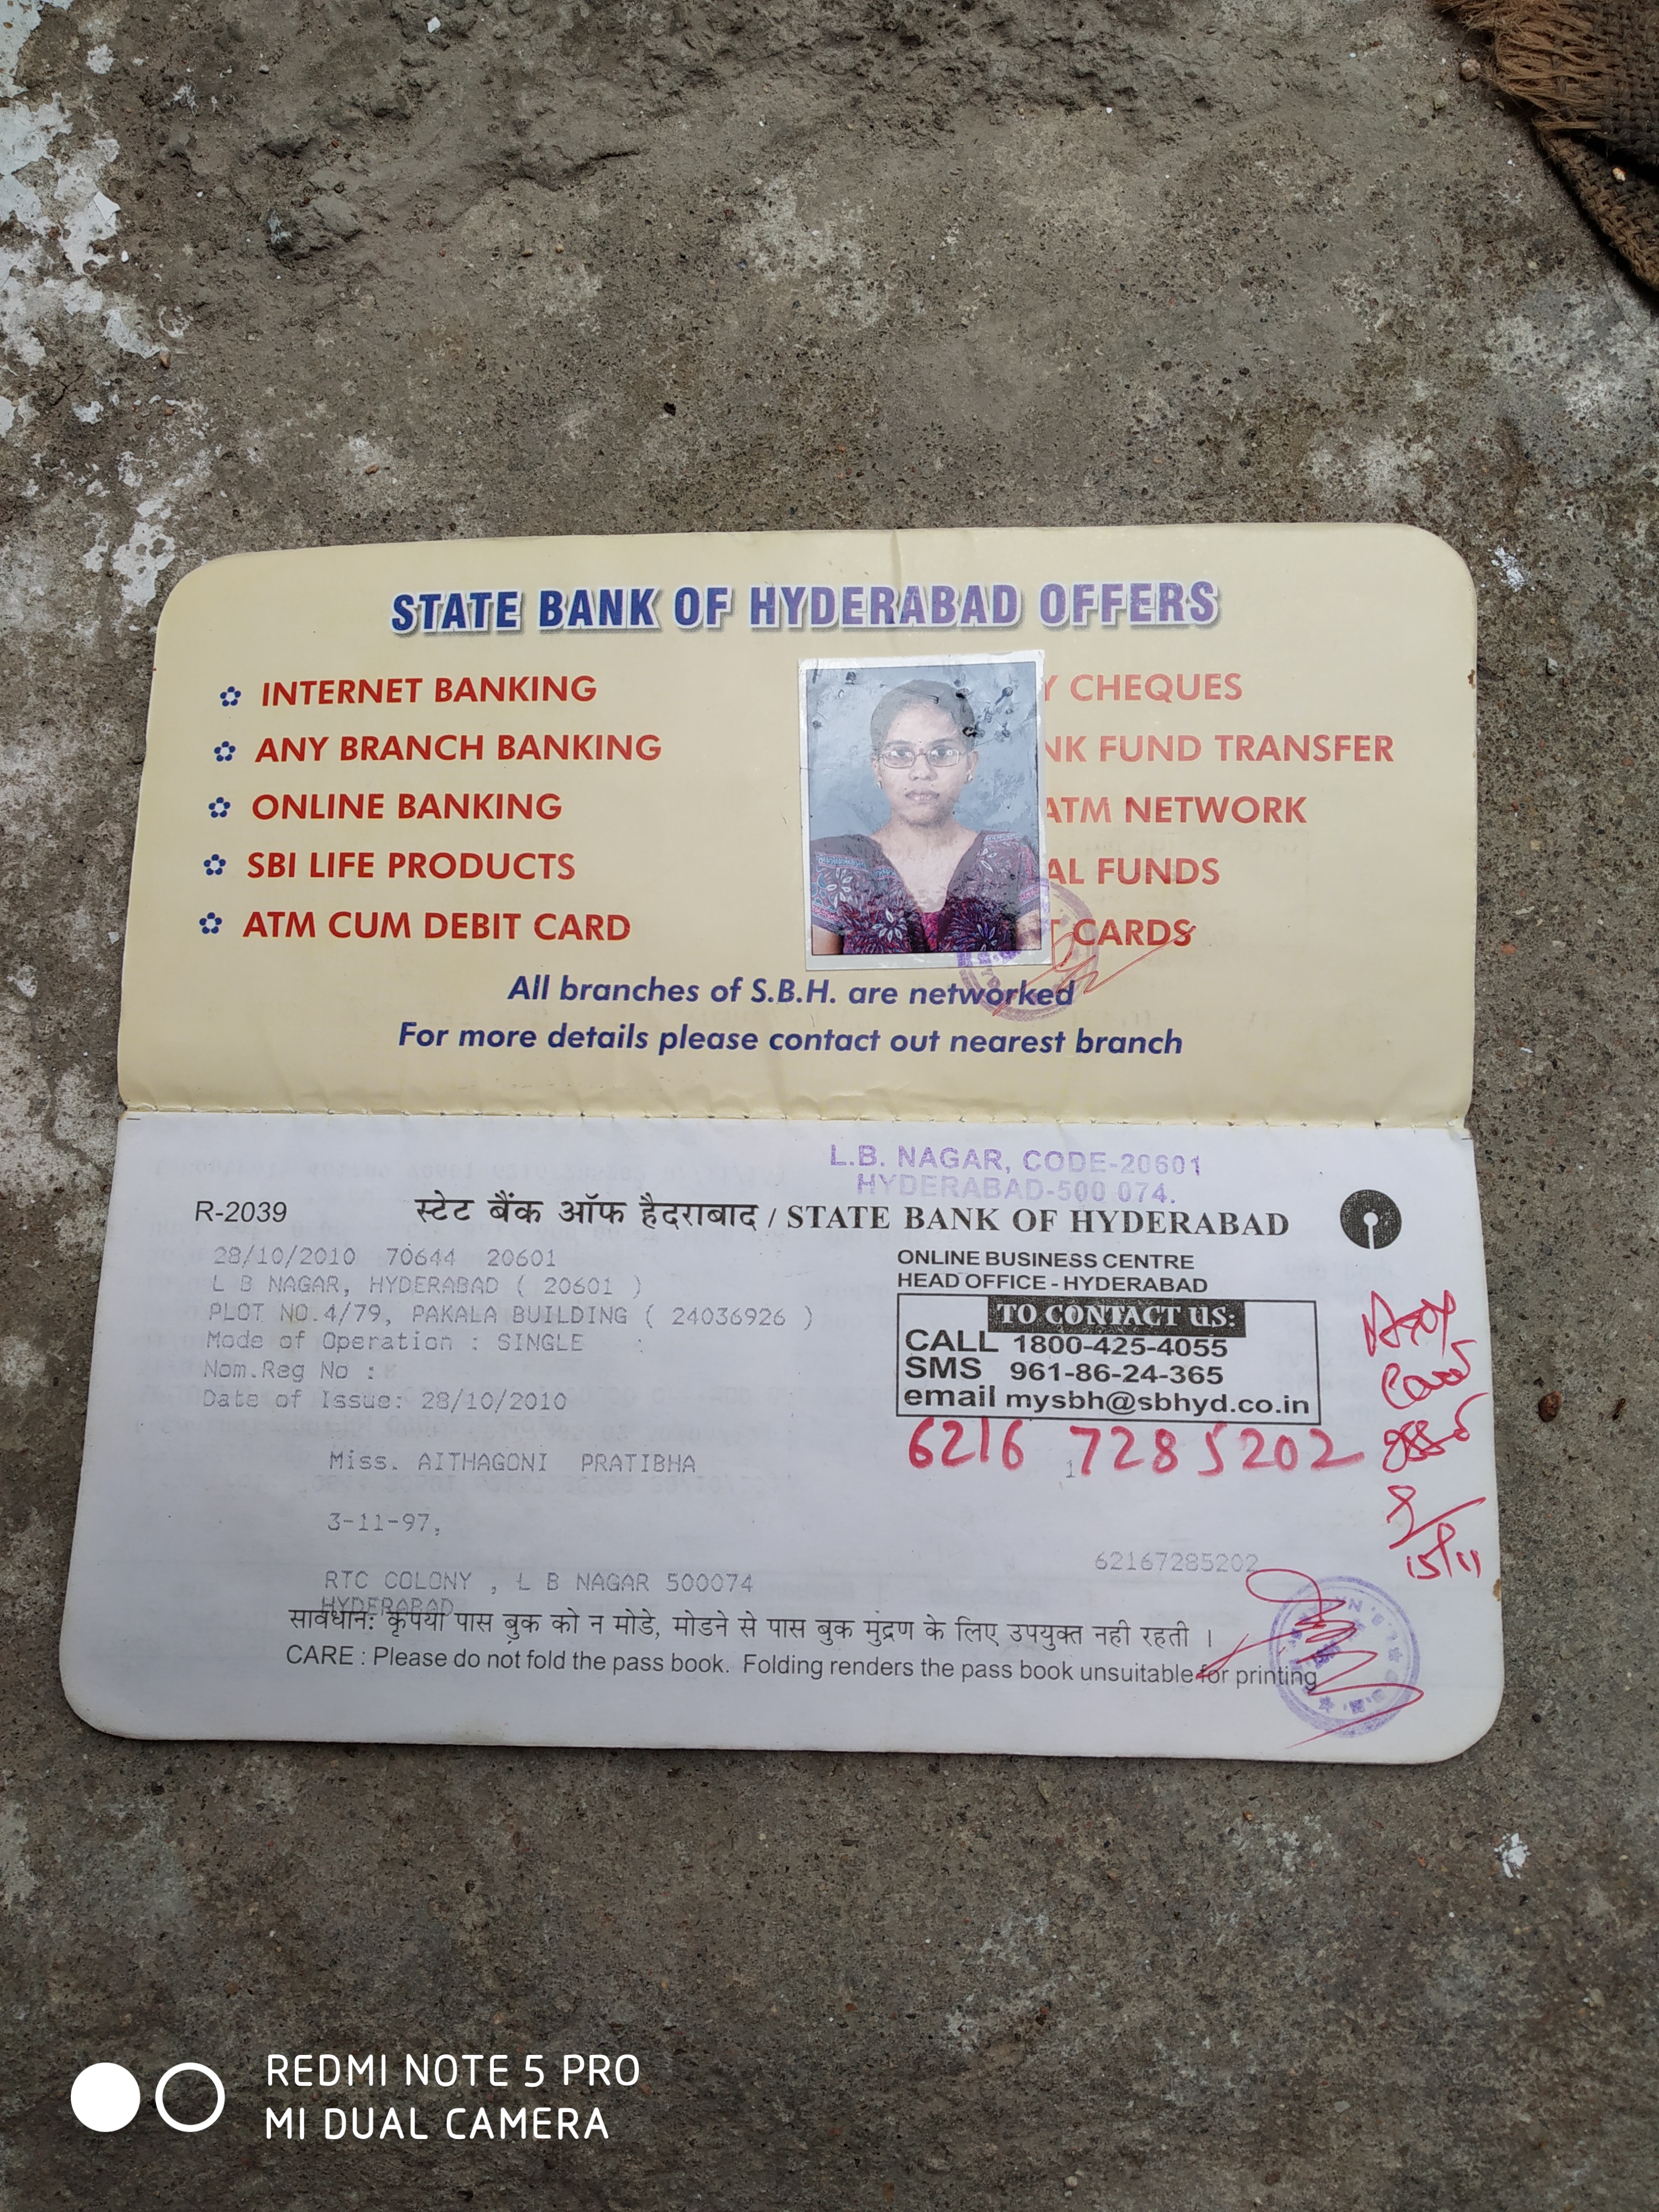 STATE BANK OF HYDERABAD OFFERS
INTERNET BANKING
Y CHEQUES
ANY BRANCH BANKING
NK FUND TRANSFER
ONLINE BANKING
ATM NETWORK
SBI LIFE PRODUCTS
AL FUNDS
ATM CUM DEBIT CARD
T CARDS
All branches of S.B.H. are networked
For more details please contact out nearest branch
L.B. NAGAR, CODE-20601
HYDERABAD-500 074.
R-2039
स्टेट बैंक ऑफ हैदराबाद / STATE BANK OF HYDERABAD
ONLINE BUSINESS CENTRE
HEAD OFFICE - HYDERABAD
TO CONTACT US:
CALL 1800-425-4055
SMS 961-86-24-365
email mysbh@sbhyd.co.in
28/10/2010 70644 20601
L B NAGAR, HYDERABAD ( 20601 )
PLOT NO.4/79, PAKALA BUILDING ( 24036926 )
Mode of Operation : SINGLE
Nom.Reg No :
Date of Issue: 28/10/2010
6216 728 5202
1
Miss. AITHAGONI PRATIBHA
3-11-97,
RTC COLONY , L B NAGAR 500074
HYDERABAD
62167285202
सावधान: कृपया पास बुक को न मोडे, मोडने से पास बुक मुंद्रण के लिए उपयुक्त नही रहती ।
CARE : Please do not fold the pass book. Folding renders the pass book unsuitable for printing
REDMI NOTE 5 PRO
MI DUAL CAMERA